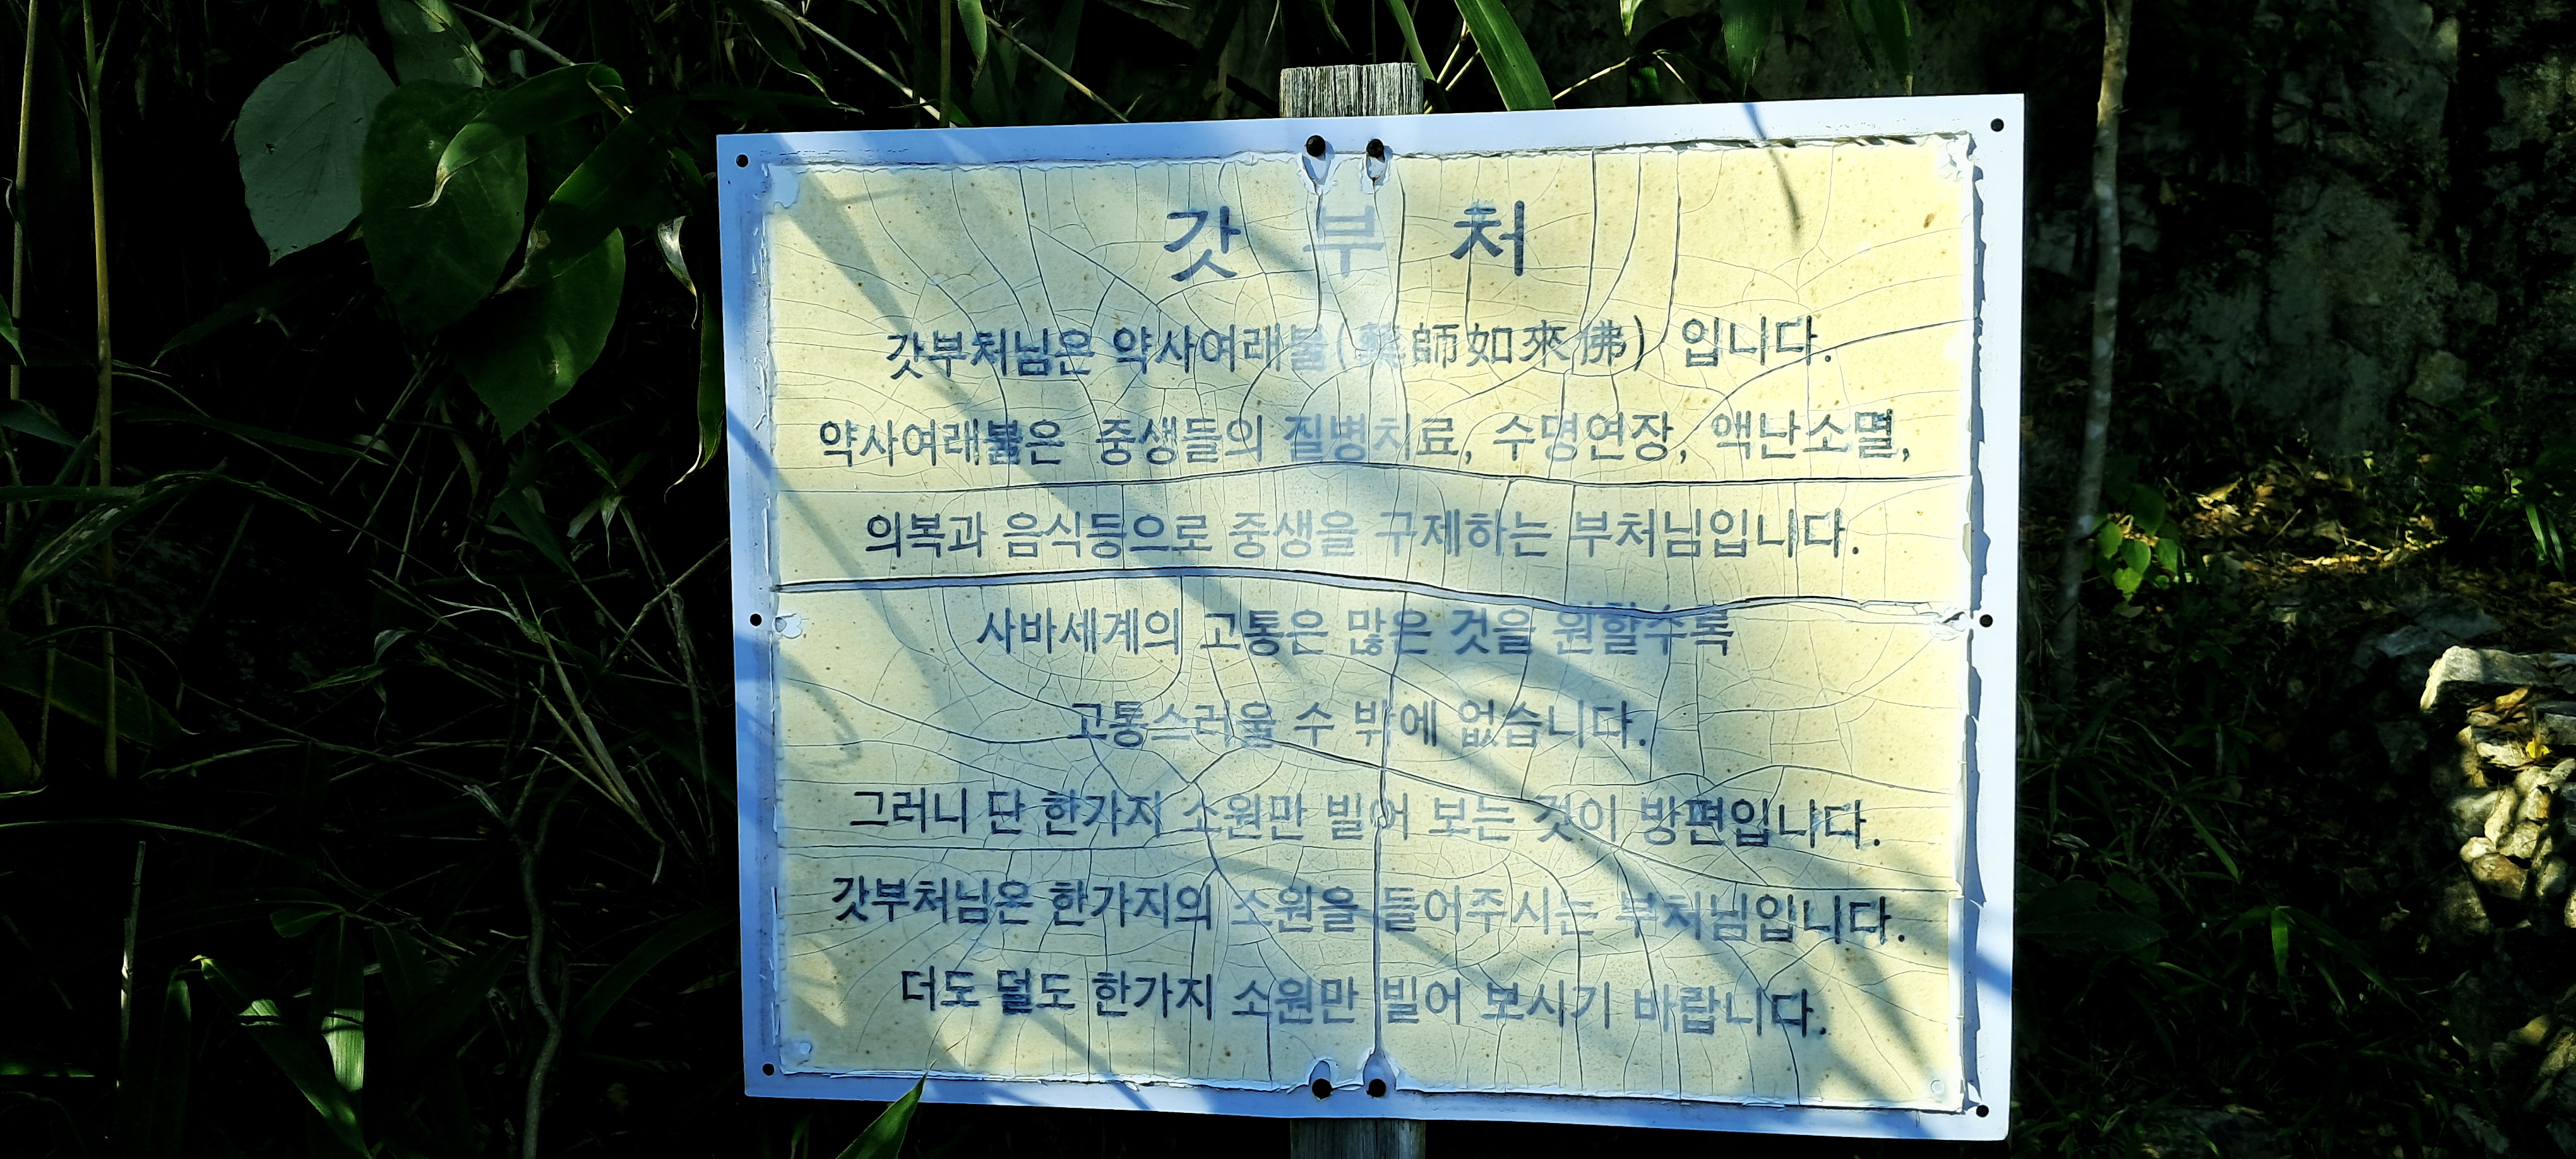 갓 부 처
갓부처님은 약사여래불(藥師如來佛) 입니다.
약사여래불은 중생들의 질병치료, 수명연장, 액난소멸,
의복과 음식등으로 중생을 구제하는 부처님입니다.
사바세계의 고통은 많은 것을 원할수록
고통스러울 수 밖에 없습니다.
그러니 단 한가지 소원만 빌어 보는 것이 방편입니다.
갓부처님은 한가지의 소원을 들어주시는 부처님입니다.
더도 덜도 한가지 소원만 빌어 보시기 바랍니다.